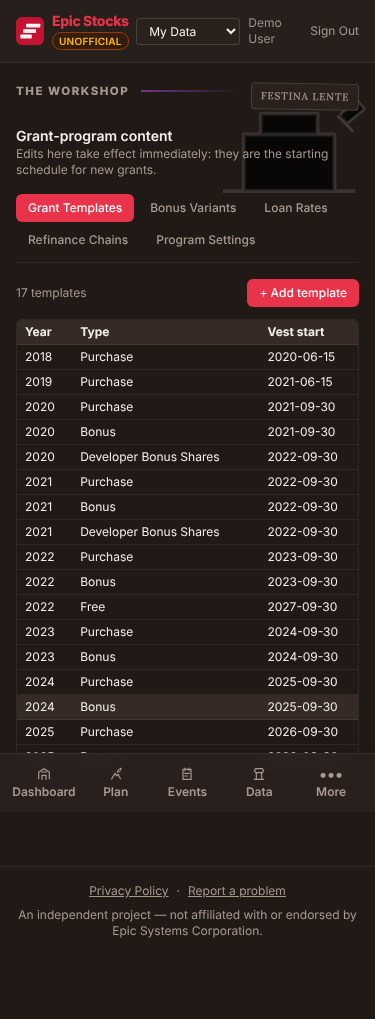 Epic Stocks
UNOFFICIAL
My Data
Demo User
Sign Out
THE WORKSHOP
FESTINA LENTE
Grant-program content
Edits here take effect immediately: they are the starting
schedule for new grants.
Grant Templates Bonus Variants Loan Rates
Refinance Chains Program Settings
17 templates
+ Add template
Year Type Vest start
2018 Purchase 2020-06-15
2019 Purchase 2021-06-15
2020 Purchase 2021-09-30
2020 Bonus 2021-09-30
2020 Developer Bonus Shares 2022-09-30
2021 Purchase 2022-09-30
2021 Bonus 2022-09-30
2021 Developer Bonus Shares 2022-09-30
2022 Purchase 2023-09-30
2022 Bonus 2023-09-30
2022 Free 2027-09-30
2023 Purchase 2024-09-30
2023 Bonus 2024-09-30
2024 Purchase 2025-09-30
2024 Bonus 2025-09-30
2025 Purchase 2026-09-30
Dashboard Plan Events Data More
Privacy Policy · Report a problem
An independent project — not affiliated with or endorsed by
Epic Systems Corporation.